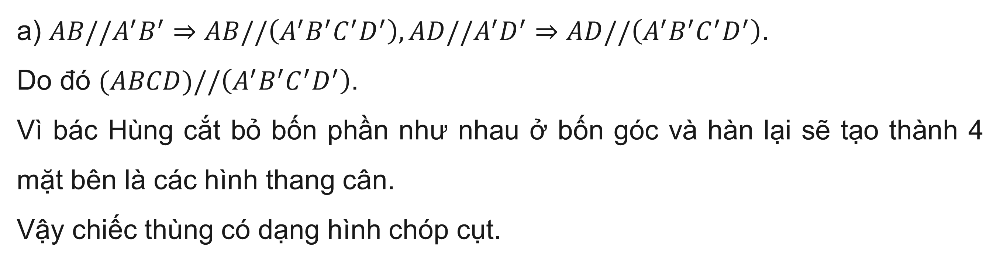 a) AB//A′B′ ⇒ AB//(A′B′C′D′), AD//A′D′ ⇒ AD//(A′B′C′D′).
Do đó (ABCD)//(A′B′C′D′).
Vì bác Hùng cắt bỏ bốn phần như nhau ở bốn góc và hàn lại sẽ tạo thành 4
mặt bên là các hình thang cân.
Vậy chiếc thùng có dạng hình chóp cụt.